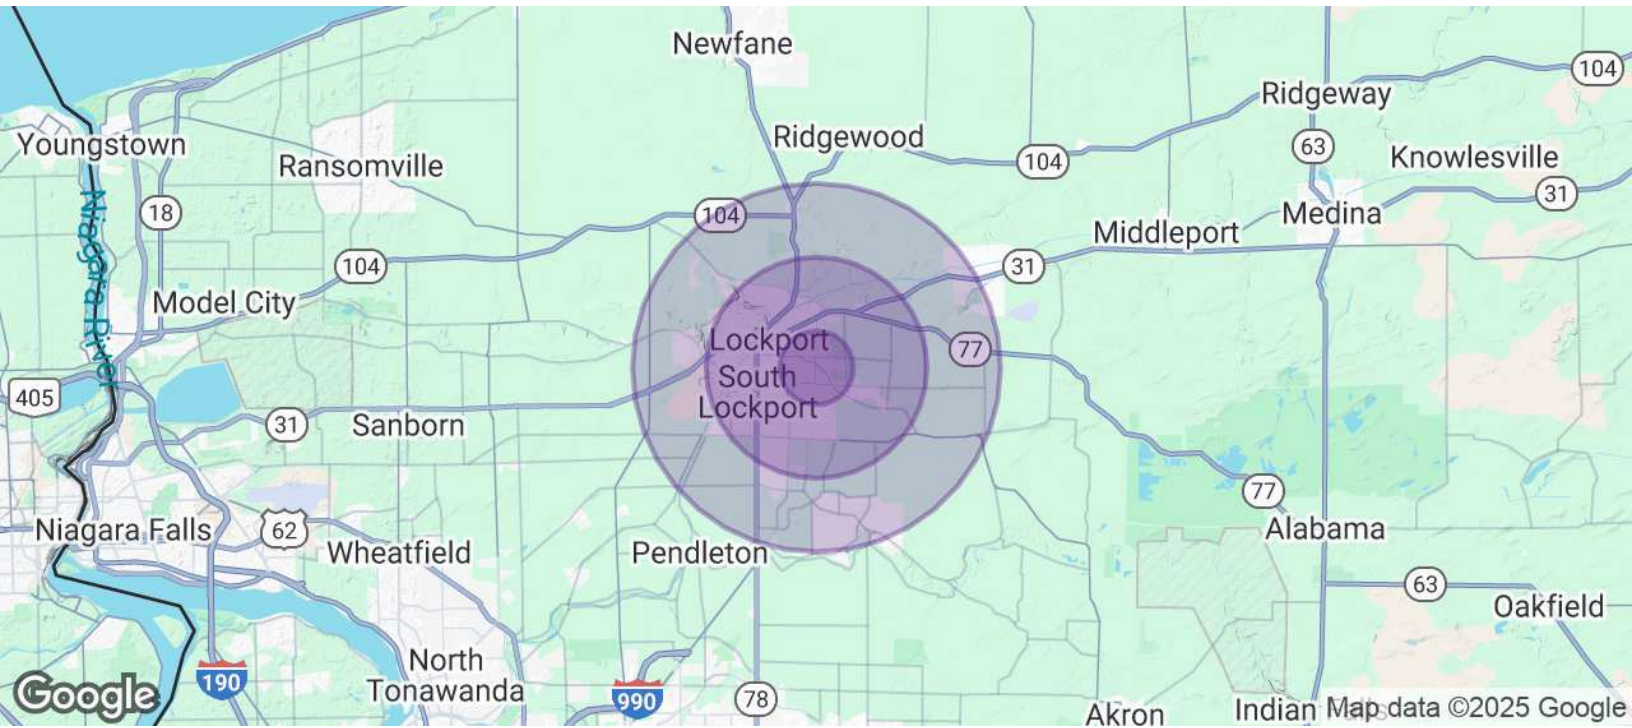 Newfane
104
Ridgeway
Youngstown
Ridgewood
63
Ransomville
104
Knowlesville
31
18
104
Medina
Middleport
Niagara River
104
31
Model City
Lockport
77
South
Lockport
405
31
Sanborn
77
Niagara Falls
62
Wheatfield
Pendleton
Alabama
63
Oakfield
North
Tonawanda
190
990
78
Google
Akron
Indian Falls
Map data ©2025 Google